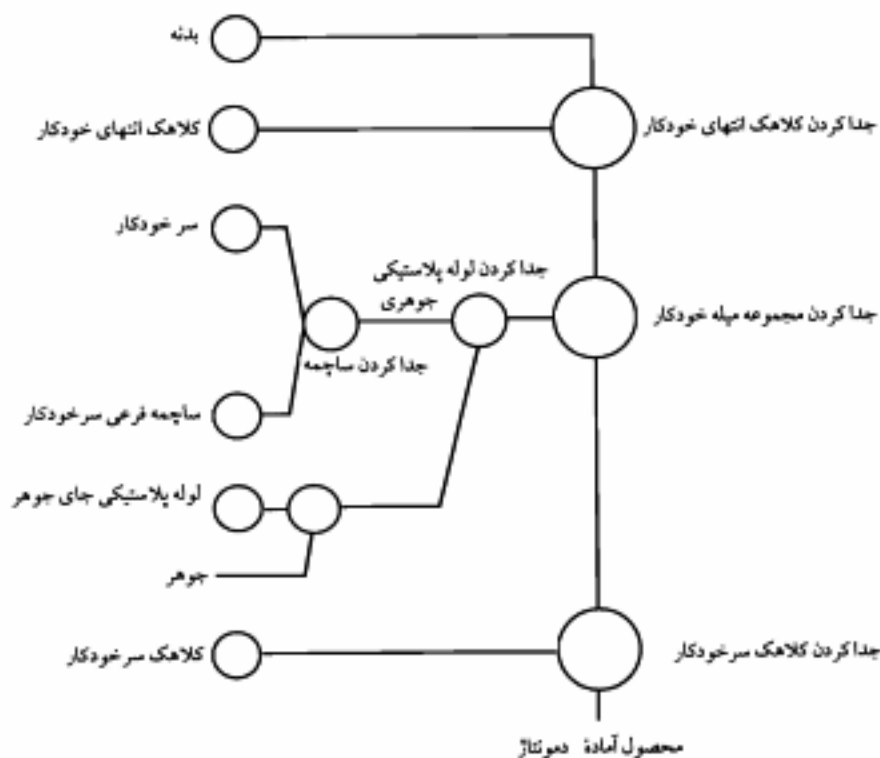 بدنه
کلاهک انتهای خودکار
جدا کردن کلاهک انتهای خودکار
سر خودکار
جدا کردن لوله پلاستیکی
جوهری
جدا کردن مجموعه میله خودکار
جدا کردن ساچمه
ساچمه فرعی سرخودکار
لوله پلاستیکی جای جوهر
جوهر
کلاهک سرخودکار
جدا کردن کلاهک سرخودکار
محصول آمادۀ دمونتاژ